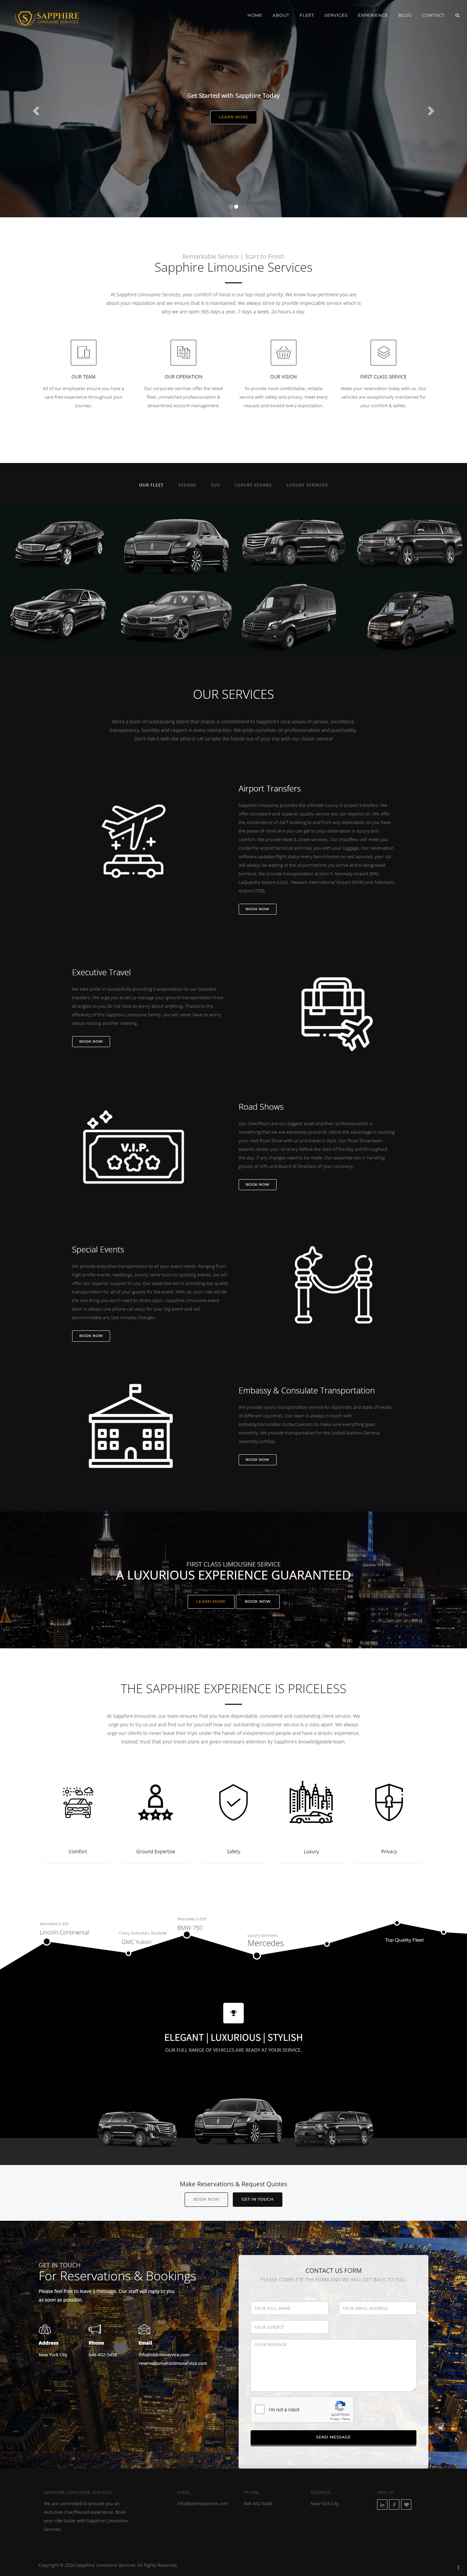 SAPPHIRE
LIMOUSINE SERVICES
HOME ABOUT FLEET SERVICES EXPERIENCE BLOG CONTACT
Get Started with Sapphire Today
LEARN MORE
Remarkable Service | Start to Finish
Sapphire Limousine Services
At Sapphire Limousine Services, your comfort of mind is our top most priority. We know how pertinent you are
about your reputation and we ensure that it is maintained. We always strive to provide impeccable service which is
why we are open 365 days a year, 7 days a week, 24 hours a day.
OUR TEAM
All of our employees ensure you have a
care-free experience throughout your
journey.
OUR OPERATION
Our corporate services offer the latest
fleet, unmatched professionalism &
streamlined account management.
OUR VISION
To provide most comfortable, reliable
service with safety and privacy, meet every
request and exceed every expectation.
FIRST CLASS SERVICE
Make your reservation today with us. Our
vehicles are exceptionally maintained for
your comfort & safety.
OUR FLEET SEDANS SUV LUXURY SEDANS LUXURY SPRINTER
OUR SERVICES
We're a team of outstanding talent that shares a commitment to Sapphire's core values of service, excellence,
transparency, humility and respect in every interaction. We pride ourselves on professionalism and punctuality.
Don't risk it with the others! Let us take the hassle out of your trip with our classic service!
Airport Transfers
Sapphire limousine provides the ultimate luxury in airport transfers. We
offer consistent and superior quality service you can depend on. We offer
the convenience of 24/7 booking to and from any destination so you have
the peace of mind and you can get to your destination in luxury and
comfort. We provide Meet & Greet services. Our chauffeur will meet you
inside the airport terminal and help you with your luggage. Our reservation
software updates flight status every two minutes so rest assured, your car
will always be waiting at the airport before you arrive at the designated
terminal. We provide transportation at John F. Kennedy Airport (JFK),
LaGuardia Airport (LGA), Newark International Airport (EWR) and Teterboro
Airport (TEB).
BOOK NOW
Executive Travel
We take pride in successfully providing transportation to our business
travelers. We urge you to let us manage your ground transportation from
all angles so you do not have to worry about anything. Thanks to the
efficiency of the Sapphire Limousine family, you will never have to worry
about missing another meeting.
BOOK NOW
V.I.P.
Road Shows
Our chauffeurs are our biggest asset and their professionalism is
something that we are extremely proud of. Utilize the advantage of booking
your next Road Show with us and travel in style. Our Road Show team
experts review your itinerary before the start of the day and throughout
the day, if any changes need to be made. Our expertise lies in handling
groups of VIPs and Board of Directors of your company.
BOOK NOW
Special Events
We provide executive transportation to all your event needs. Ranging from
high profile events, weddings, proms, wine tours to sporting events, we will
offer our superior support to you. Our expertise lies in providing top quality
transportation for all of your guests for the event. With us, your ride will be
the one thing you won't need to stress upon. Sapphire Limousine event
team is always one phone call away for your big event and will
accommodate any last minutes changes.
BOOK NOW
Embassy & Consulate Transportation
We provide luxury transportation service for diplomats and state of heads
of different countries. Our team is always in touch with
embassy/consulates contact person to make sure everything goes
smoothly. We provide transportation for the United Nations General
Assembly (UNGA).
BOOK NOW
FIRST CLASS LIMOUSINE SERVICE
A LUXURIOUS EXPERIENCE GUARANTEED
LEARN MORE BOOK NOW
THE SAPPHIRE EXPERIENCE IS PRICELESS
At Sapphire limousine, our team ensures that you have dependable, consistent and outstanding client service. We
urge you to try us out and find out for yourself how our outstanding customer service is a class apart. We always
urge our clients to never leave their trips under the hands of inexperienced people and have a drastic experience.
Instead, trust that your travel plans are given necessary attention by Sapphire's knowledgeable team.
Comfort
Ground Expertise
Safety
Luxury
Privacy
Mercedes E-350
Lincoln Continental
Chevy Suburban, Escalade
GMC Yukon
Mercedes S-550
BMW 750
Luxury Sprinters
Mercedes
Top Quality Fleet
ELEGANT | LUXURIOUS | STYLISH
OUR FULL RANGE OF VEHICLES ARE READY AT YOUR SERVICE.
Make Reservations & Request Quotes
BOOK NOW GET IN TOUCH
GET IN TOUCH
For Reservations & Bookings
Please feel free to leave a message. Our staff will reply to you
as soon as possible.
Address
New York City
Phone
646-452-5458
Email
info@slslimoservice.com
reservations@slslimoservice.com
CONTACT US FORM
PLEASE COMPLETE THE FORM AND WE WILL GET BACK TO YOU.
YOUR FULL NAME
YOUR EMAIL ADDRESS
YOUR SUBJECT
YOUR MESSAGE
I'm not a robot
reCAPTCHA
Privacy - Terms
SEND MESSAGE
SAPPHIRE LIMOUSINE SERVICES
We are committed to provide you an
exclusive chauffeured experience. Book
your ride today with Sapphire Limousine
Services.
EMAIL
info@slslimoservice.com
PHONE
646-452-5458
ADDRESS
New York City
VISIT US
Copyright © 2020 Sapphire Limousine Services. All Rights Reserved